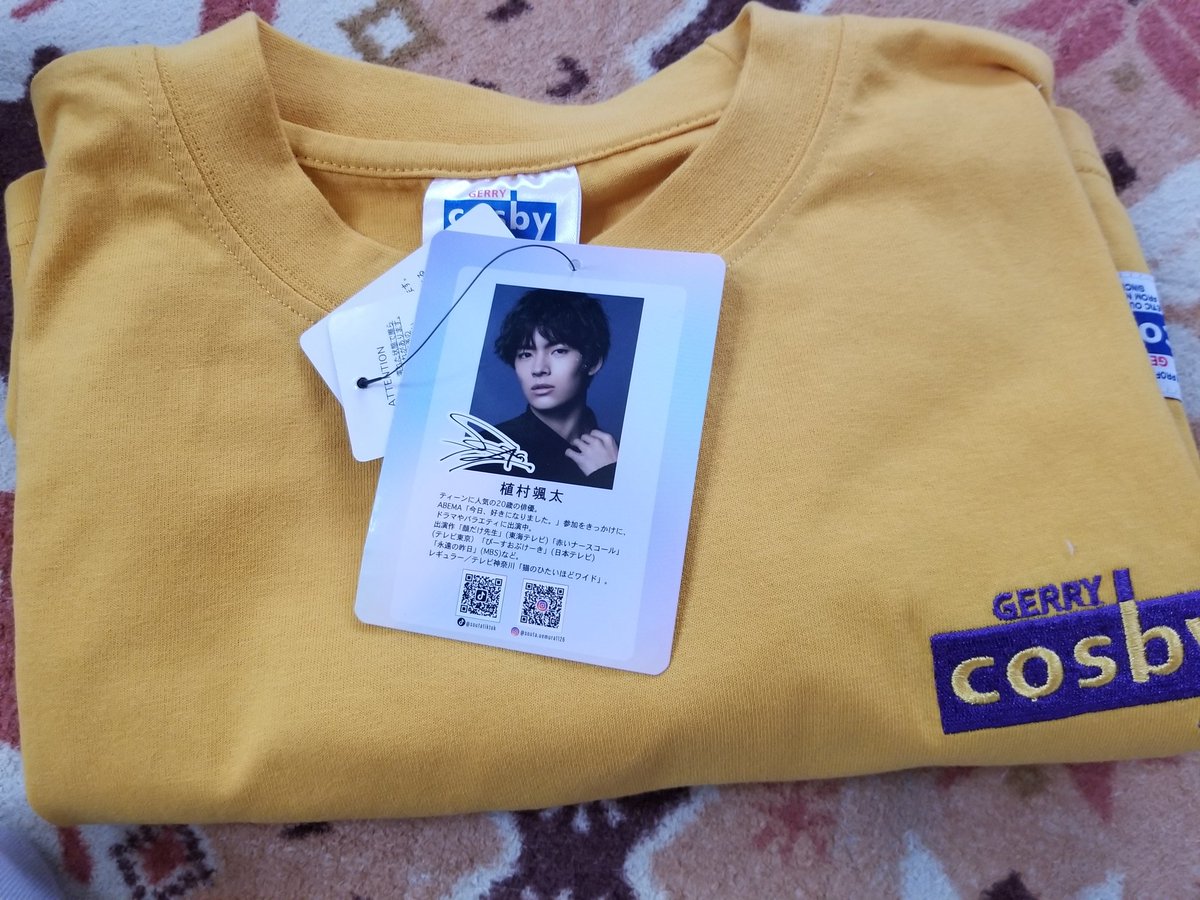 GERRY
cosby
ATTENTION
植村颯太
ティーンに人気の20歳の俳優。
ABEMA「今日、好きになりました。」参加をきっかけに、
ドラマやバラエティに出演中。
出演作「顔だけ先生」(東海テレビ)「赤いナースコール」
(テレビ東京)「ぴーすおぶけーき」(日本テレビ)
「永遠の昨日」(MBS)など。
レギュラー/テレビ神奈川「猫のひたいほどワイド」。
@soutatiktok
@souta.uemura1126
GERRY
cosby